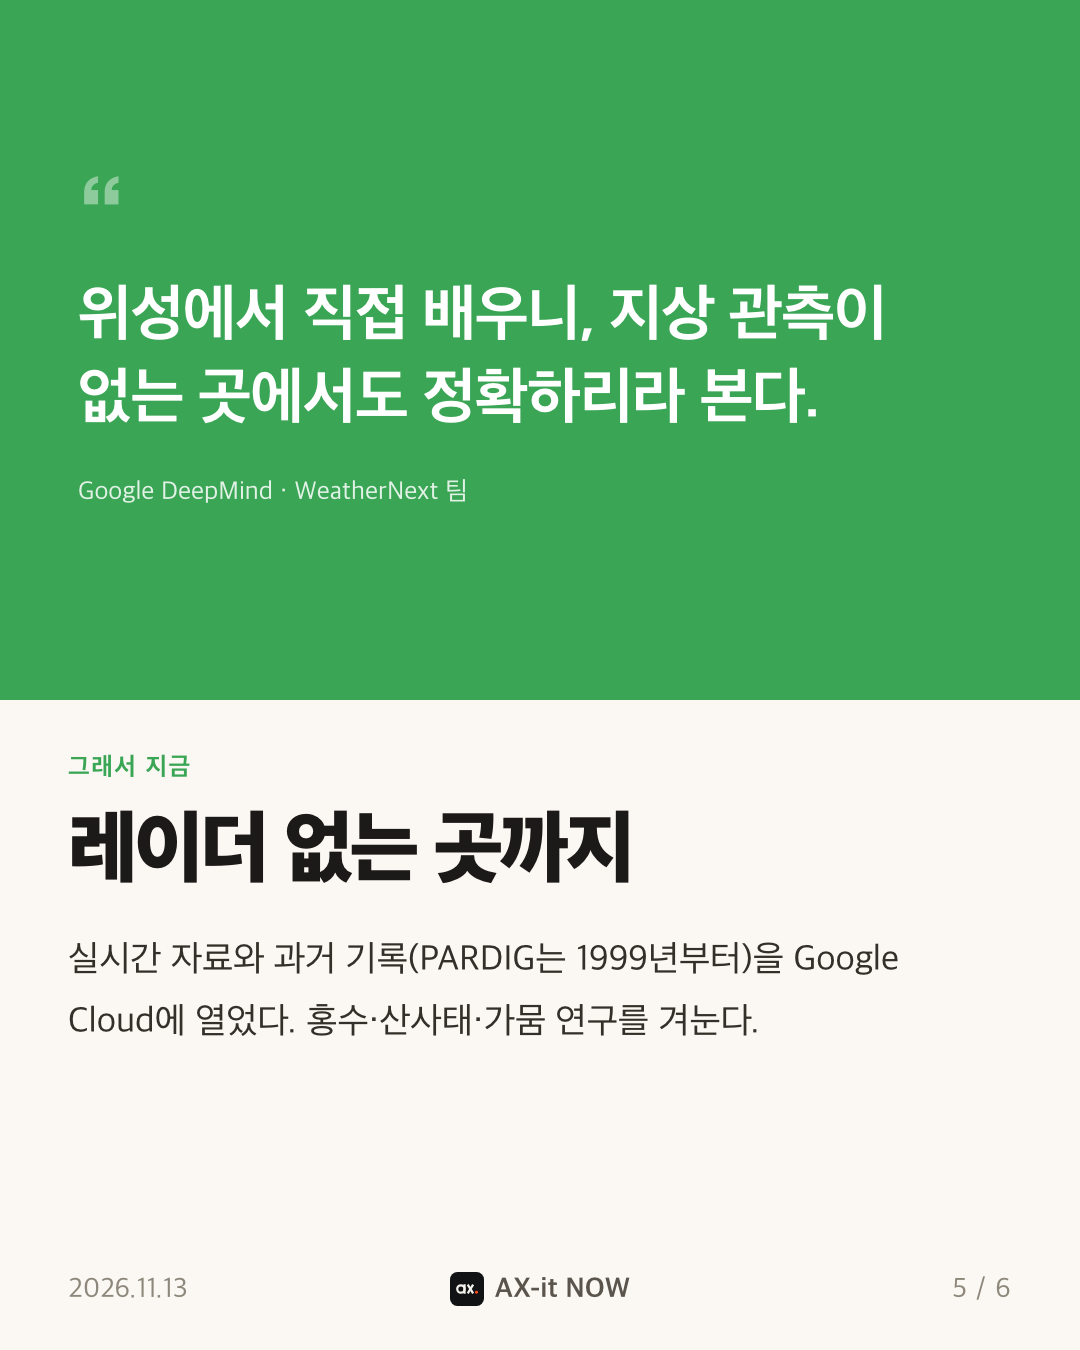 “
위성에서 직접 배우니, 지상 관측이
없는 곳에서도 정확하리라 본다.
Google DeepMind · WeatherNext 팀
그래서 지금
레이더 없는 곳까지
실시간 자료와 과거 기록(PARDIG는 1999년부터)을 Google
Cloud에 열었다. 홍수·산사태·가뭄 연구를 겨눈다.
2026.11.13
ax. AX-it NOW
5 / 6